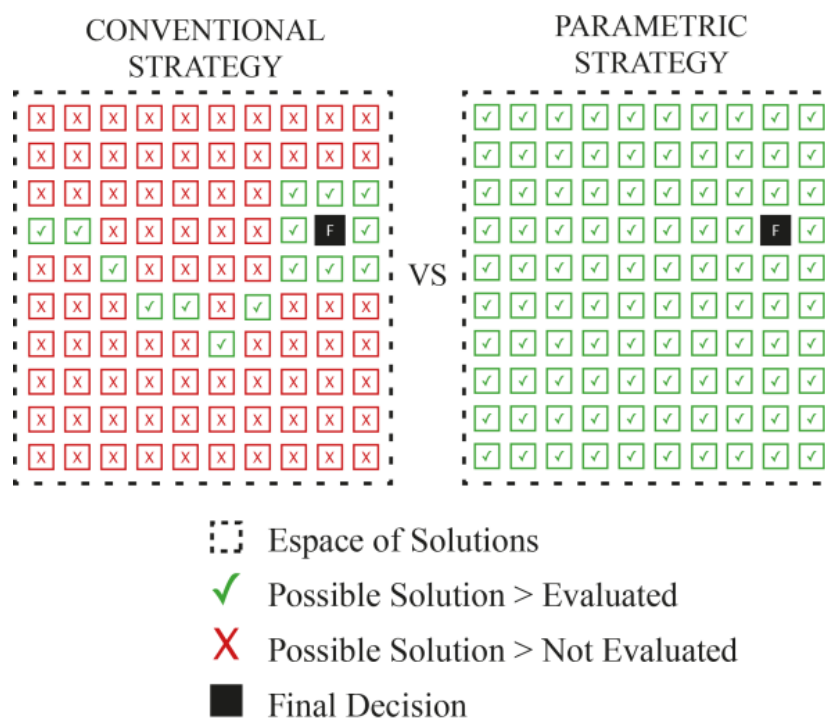 CONVENTIONAL
STRATEGY
PARAMETRIC
STRATEGY
X X X X X X X X X X
X X X X X X X X X X
X X X X X X X ✓ ✓ ✓
✓ ✓ X X X X X ✓ F ✓
X X ✓ X X X X ✓ ✓ ✓
X X X ✓ ✓ X ✓ X X X
X X X X X ✓ X X X X
X X X X X X X X X X
X X X X X X X X X X
X X X X X X X X X X
VS
✓ ✓ ✓ ✓ ✓ ✓ ✓ ✓ ✓ ✓
✓ ✓ ✓ ✓ ✓ ✓ ✓ ✓ ✓ ✓
✓ ✓ ✓ ✓ ✓ ✓ ✓ ✓ ✓ ✓
✓ ✓ ✓ ✓ ✓ ✓ ✓ ✓ F ✓
✓ ✓ ✓ ✓ ✓ ✓ ✓ ✓ ✓ ✓
✓ ✓ ✓ ✓ ✓ ✓ ✓ ✓ ✓ ✓
✓ ✓ ✓ ✓ ✓ ✓ ✓ ✓ ✓ ✓
✓ ✓ ✓ ✓ ✓ ✓ ✓ ✓ ✓ ✓
✓ ✓ ✓ ✓ ✓ ✓ ✓ ✓ ✓ ✓
✓ ✓ ✓ ✓ ✓ ✓ ✓ ✓ ✓ ✓
Espace of Solutions
✓ Possible Solution > Evaluated
X Possible Solution > Not Evaluated
Final Decision